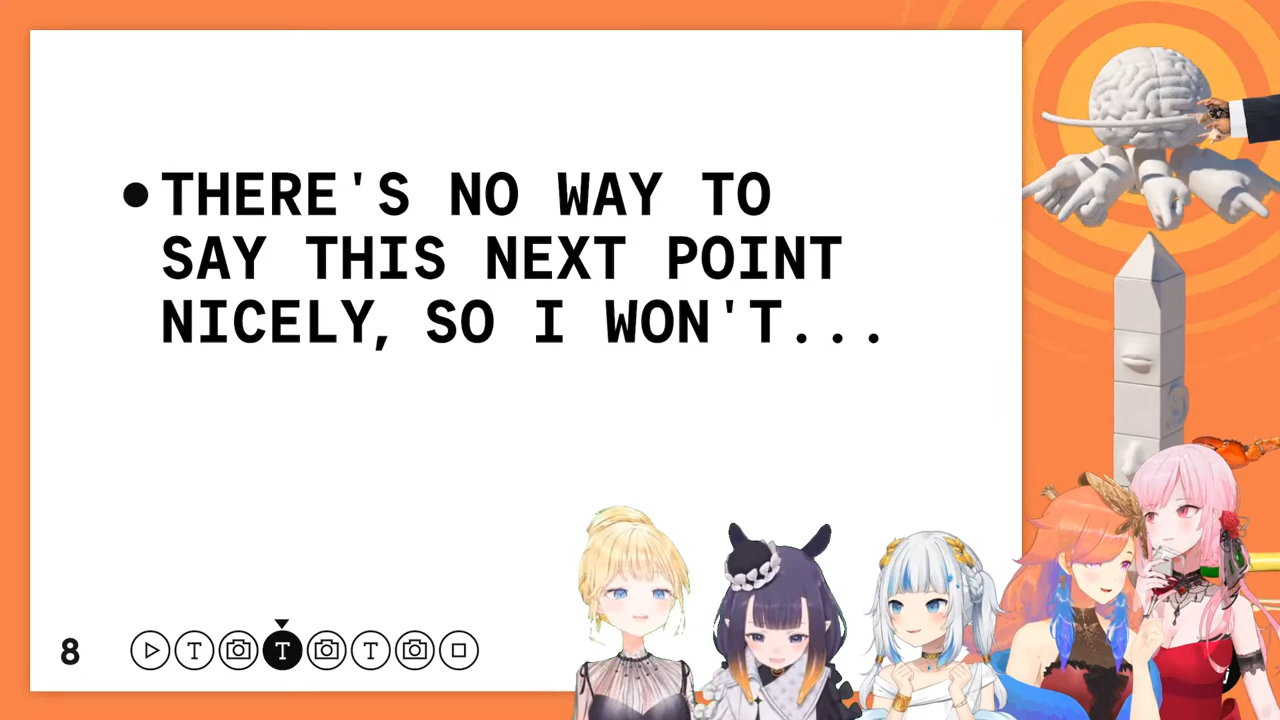 •THERE'S NO WAY TO
SAY THIS NEXT POINT
NICELY, SO I WON'T...
8 T T T